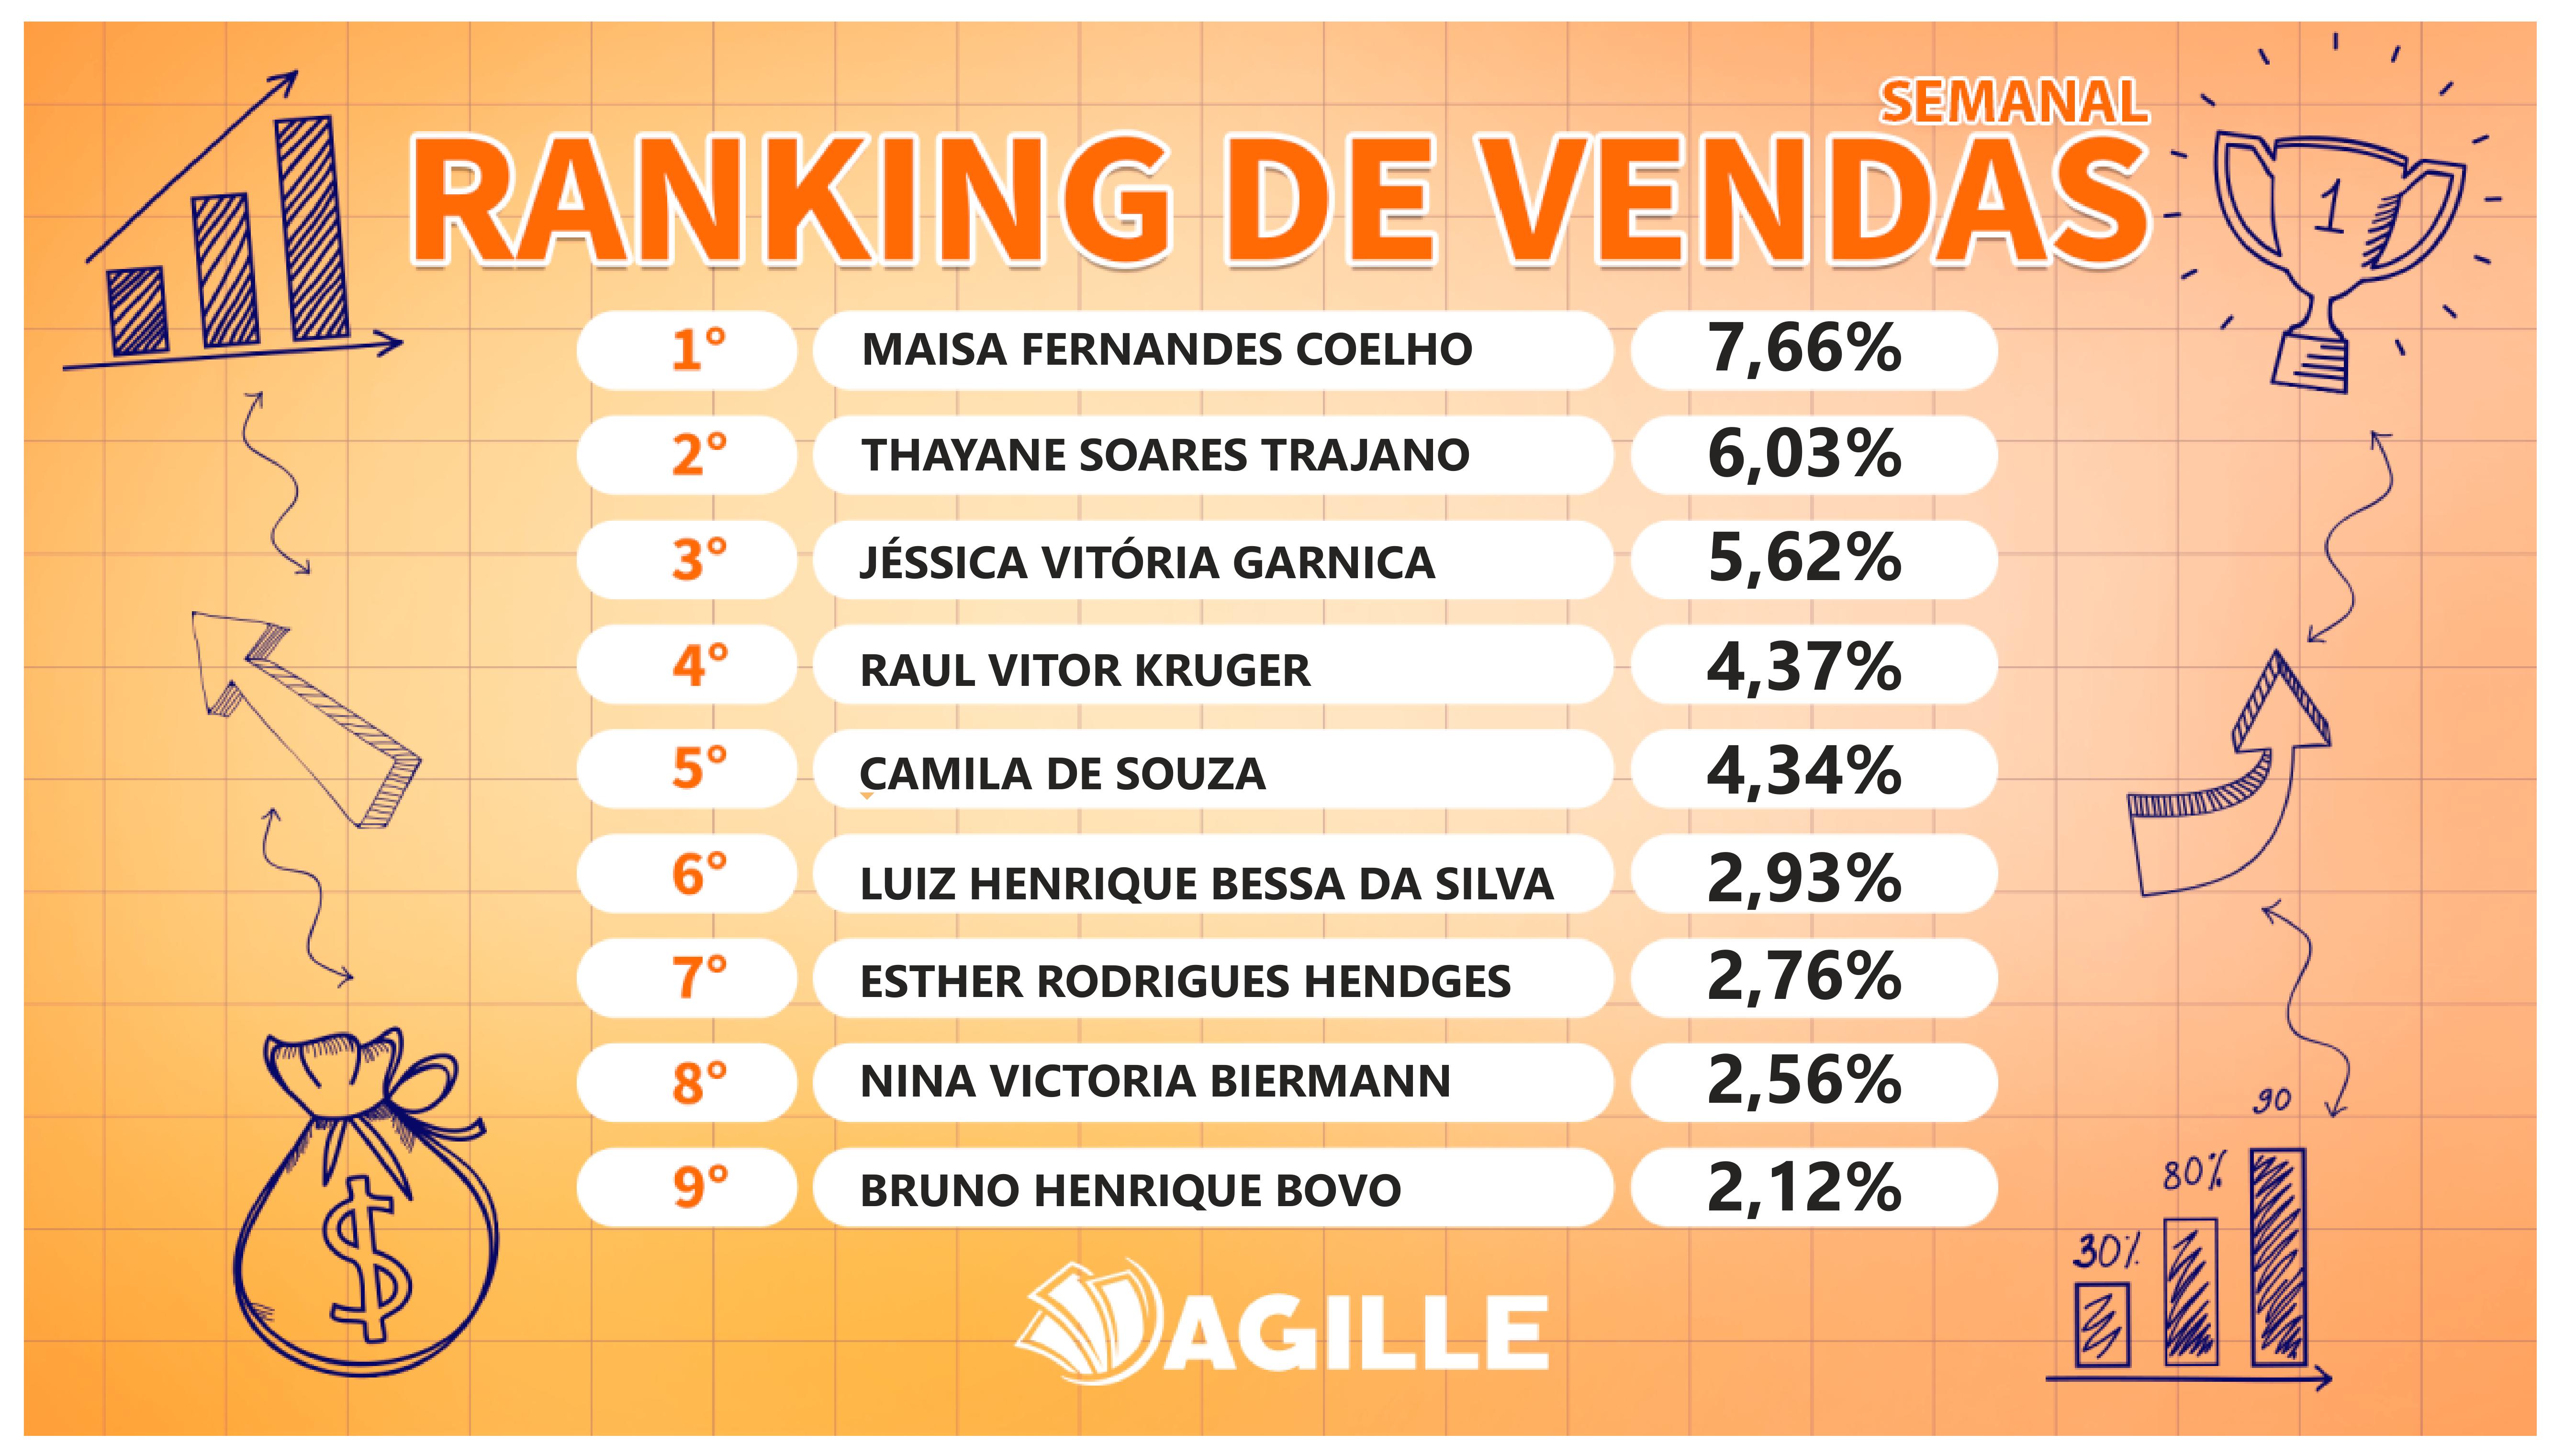 SEMANAL
RANKING DE VENDAS
1
1° MAISA FERNANDES COELHO 7,66%
2° THAYANE SOARES TRAJANO 6,03%
3° JÉSSICA VITÓRIA GARNICA 5,62%
4° RAUL VITOR KRUGER 4,37%
5° CAMILA DE SOUZA 4,34%
6° LUIZ HENRIQUE BESSA DA SILVA 2,93%
7° ESTHER RODRIGUES HENDGES 2,76%
8° NINA VICTORIA BIERMANN 2,56%
9° BRUNO HENRIQUE BOVO 2,12%
$
90
80%
30%
AGILLE